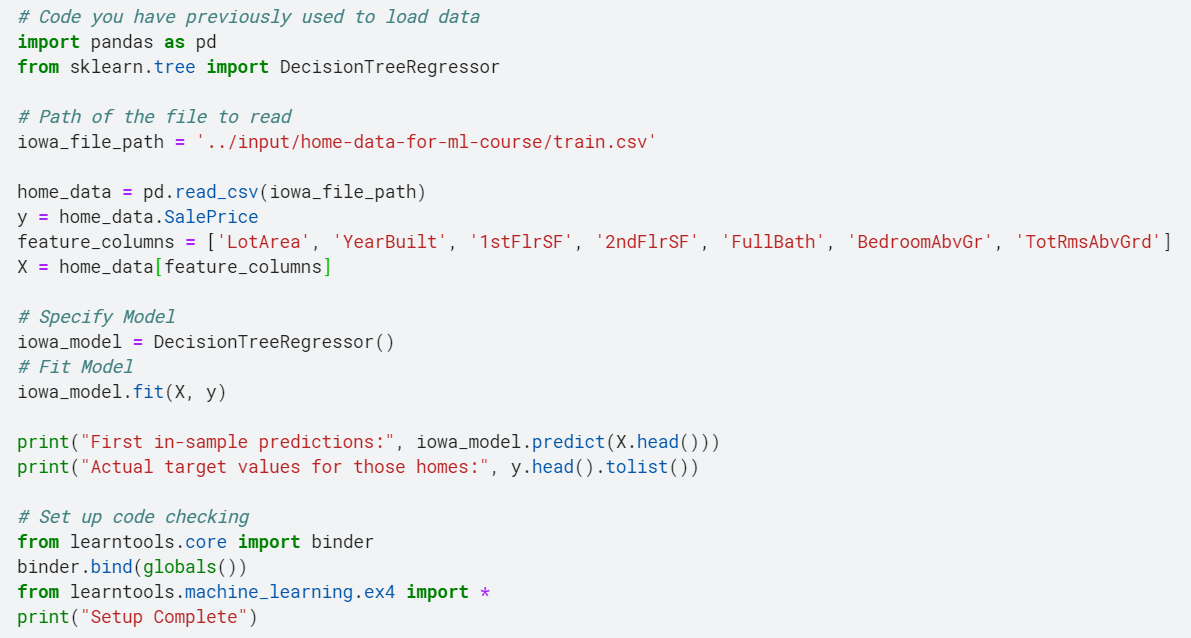 # Code you have previously used to load data
import pandas as pd
from sklearn.tree import DecisionTreeRegressor
# Path of the file to read
iowa_file_path = '../input/home-data-for-ml-course/train.csv'
home_data = pd.read_csv(iowa_file_path)
y = home_data.SalePrice
feature_columns = ['LotArea', 'YearBuilt', '1stFlrSF', '2ndFlrSF', 'FullBath', 'BedroomAbvGr', 'TotRmsAbvGrd']
X = home_data[feature_columns]
# Specify Model
iowa_model = DecisionTreeRegressor()
# Fit Model
iowa_model.fit(X, y)
print("First in-sample predictions:", iowa_model.predict(X.head()))
print("Actual target values for those homes:", y.head().tolist())
# Set up code checking
from learntools.core import binder
binder.bind(globals())
from learntools.machine_learning.ex4 import *
print("Setup Complete")